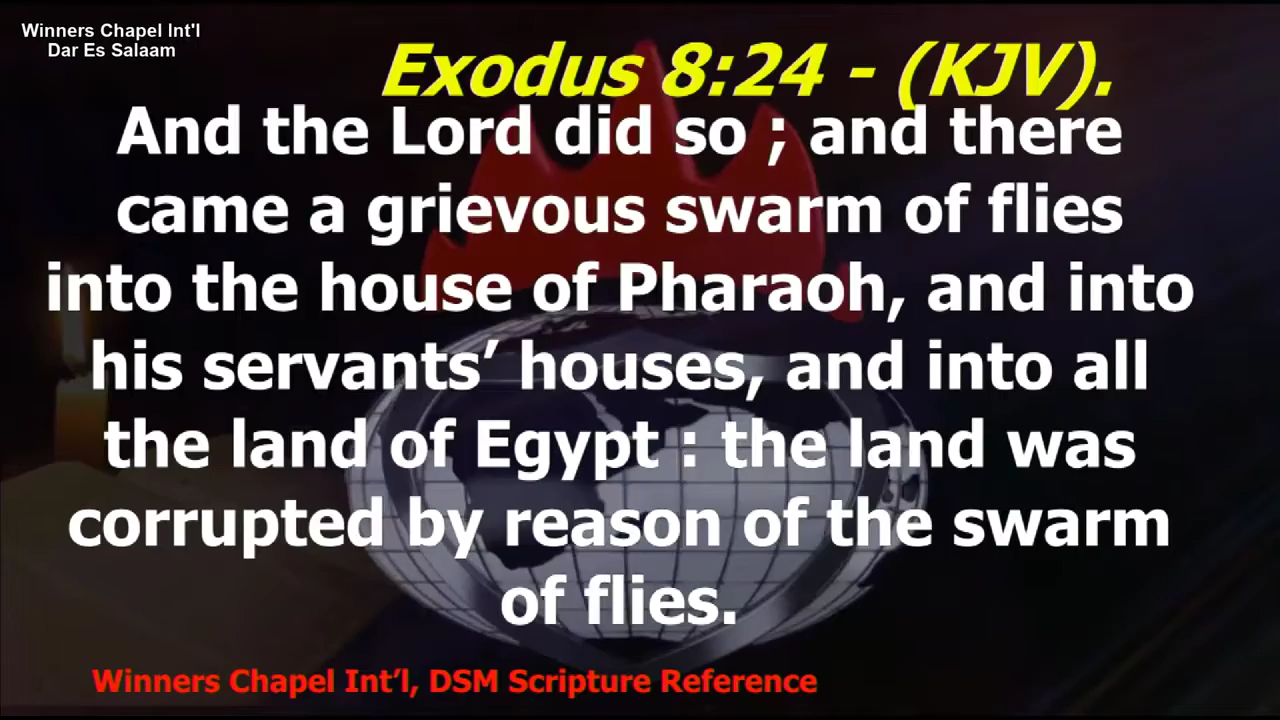 Winners Chapel Int'l
Dar Es Salaam
Exodus 8:24 - (KJV).
And the Lord did so ; and there
came a grievous swarm of flies
into the house of Pharaoh, and into
his servants’ houses, and into all
the land of Egypt : the land was
corrupted by reason of the swarm
of flies.
Winners Chapel Int’l, DSM Scripture Reference